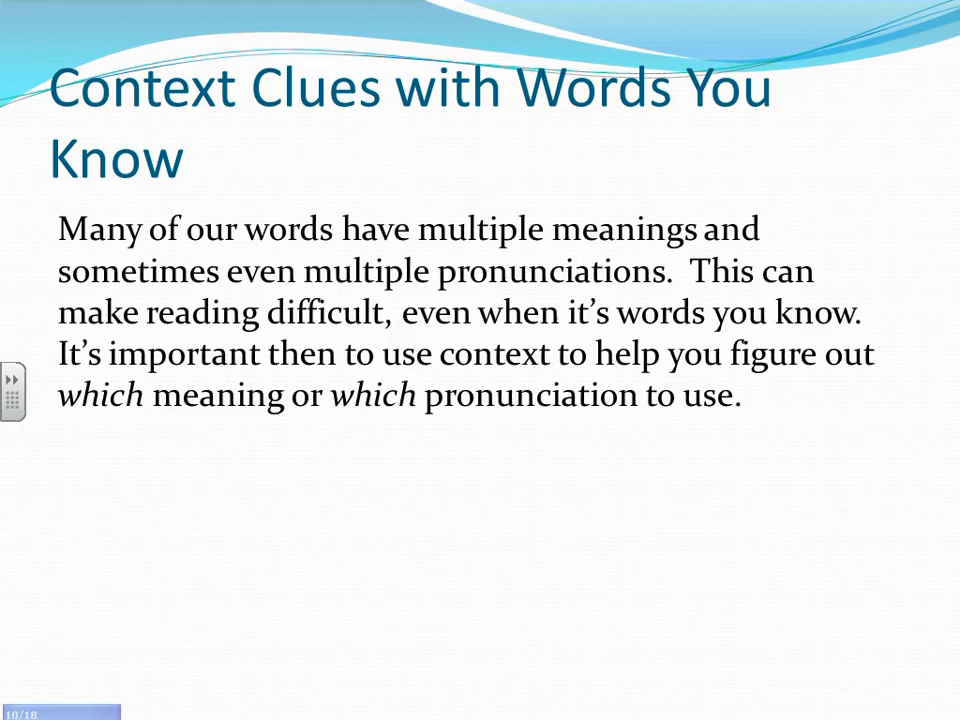 Context Clues with Words You
Know
Many of our words have multiple meanings and
sometimes even multiple pronunciations.  This can
make reading difficult, even when it’s words you know.
It’s important then to use context to help you figure out
which meaning or which pronunciation to use.
10/18